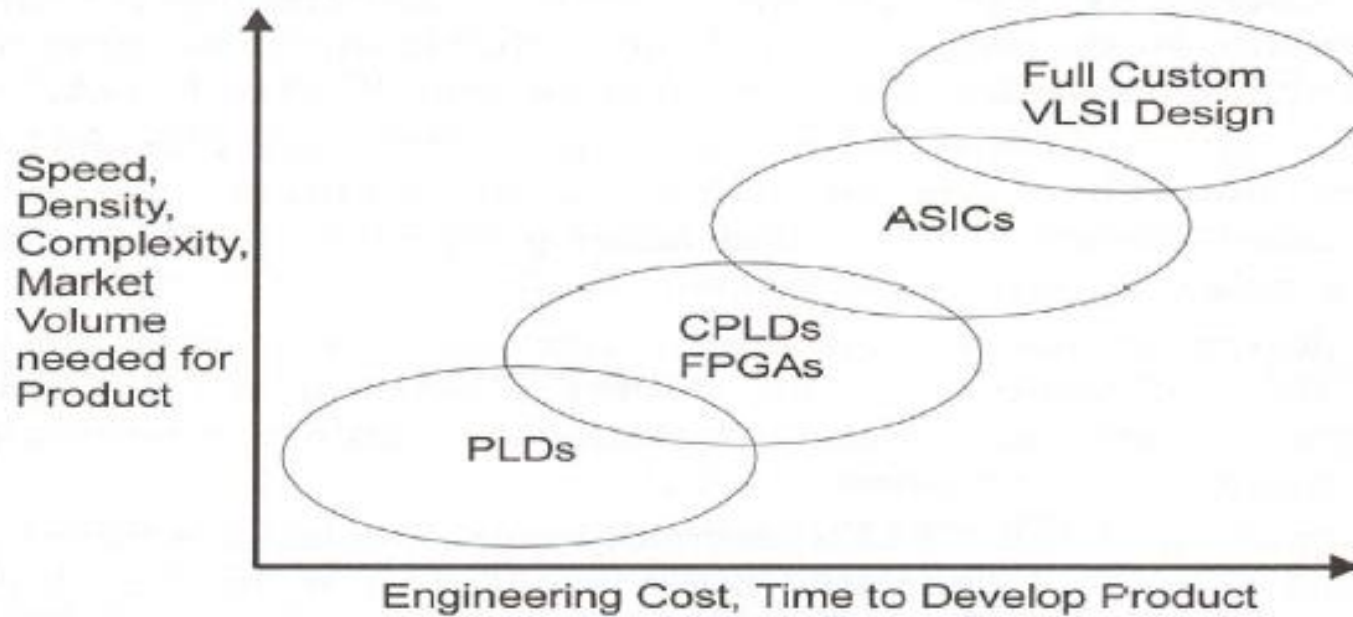 Full Custom
VLSI Design
Speed,
Density,
Complexity,
Market
Volume
needed for
Product
ASICs
CPLDs
FPGAs
PLDs
Engineering Cost, Time to Develop Product